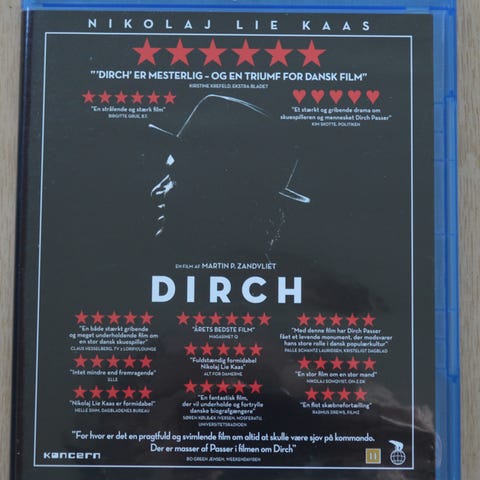 NIKOLAJ LIE KAAS
"'DIRCH' ER MESTERLIG – OG EN TRIUMF FOR DANSK FILM"
KIRSTINE KREFELD, EKSTRA BLADET
"En strålende og stærk film"
BIRGITTE GRUE, B.T.
"Et stærkt og gribende drama om
skuespilleren og mennesket Dirch Passer"
KIM SKOTTE, POLITIKEN
EN FILM AF MARTIN P. ZANDVLIET
DIRCH
"En både stærkt gribende
og meget underholdende film om
en stor dansk skuespiller"
CLAUS HESSELBERG, TV 2 LORRY/LOUNGE
"Intet mindre end fremragende"
ELLE
"Nikolaj Lie Kaas er formidabel"
HELLE SIHM, DAGBLADENES BUREAU
"ÅRETS BEDSTE FILM"
MAGASINET Q
"Fuldstændig formidabel
Nikolaj Lie Kaas"
ALT FOR DAMERNE
"En fantastisk film,
der vil underholde og fortrylle
danske biografgængere"
SØREN KØLBÆK IVERSEN, NOSFERATU,
UNIVERSITETSRADIOEN
"Med denne film har Dirch Passer
fået et levende monument, der modsvarer
hans store rolle i dansk populærkultur"
PALLE SCHANTZ LAURIDSEN, KRISTELIGT DAGBLAD
"En stor film om en stor mand"
NIKOLAJ SONQVIST, ON-Z.DK
"En flot skæbnefortælling"
RASMUS DREWS, FILMZ
"For hvor er det en pragtfuld og svimlende film om altid at skulle være sjov på kommando.
Der er masser af Passer i filmen om Dirch"
BO GREEN JENSEN, WEEKENDAVISEN
køncern
11